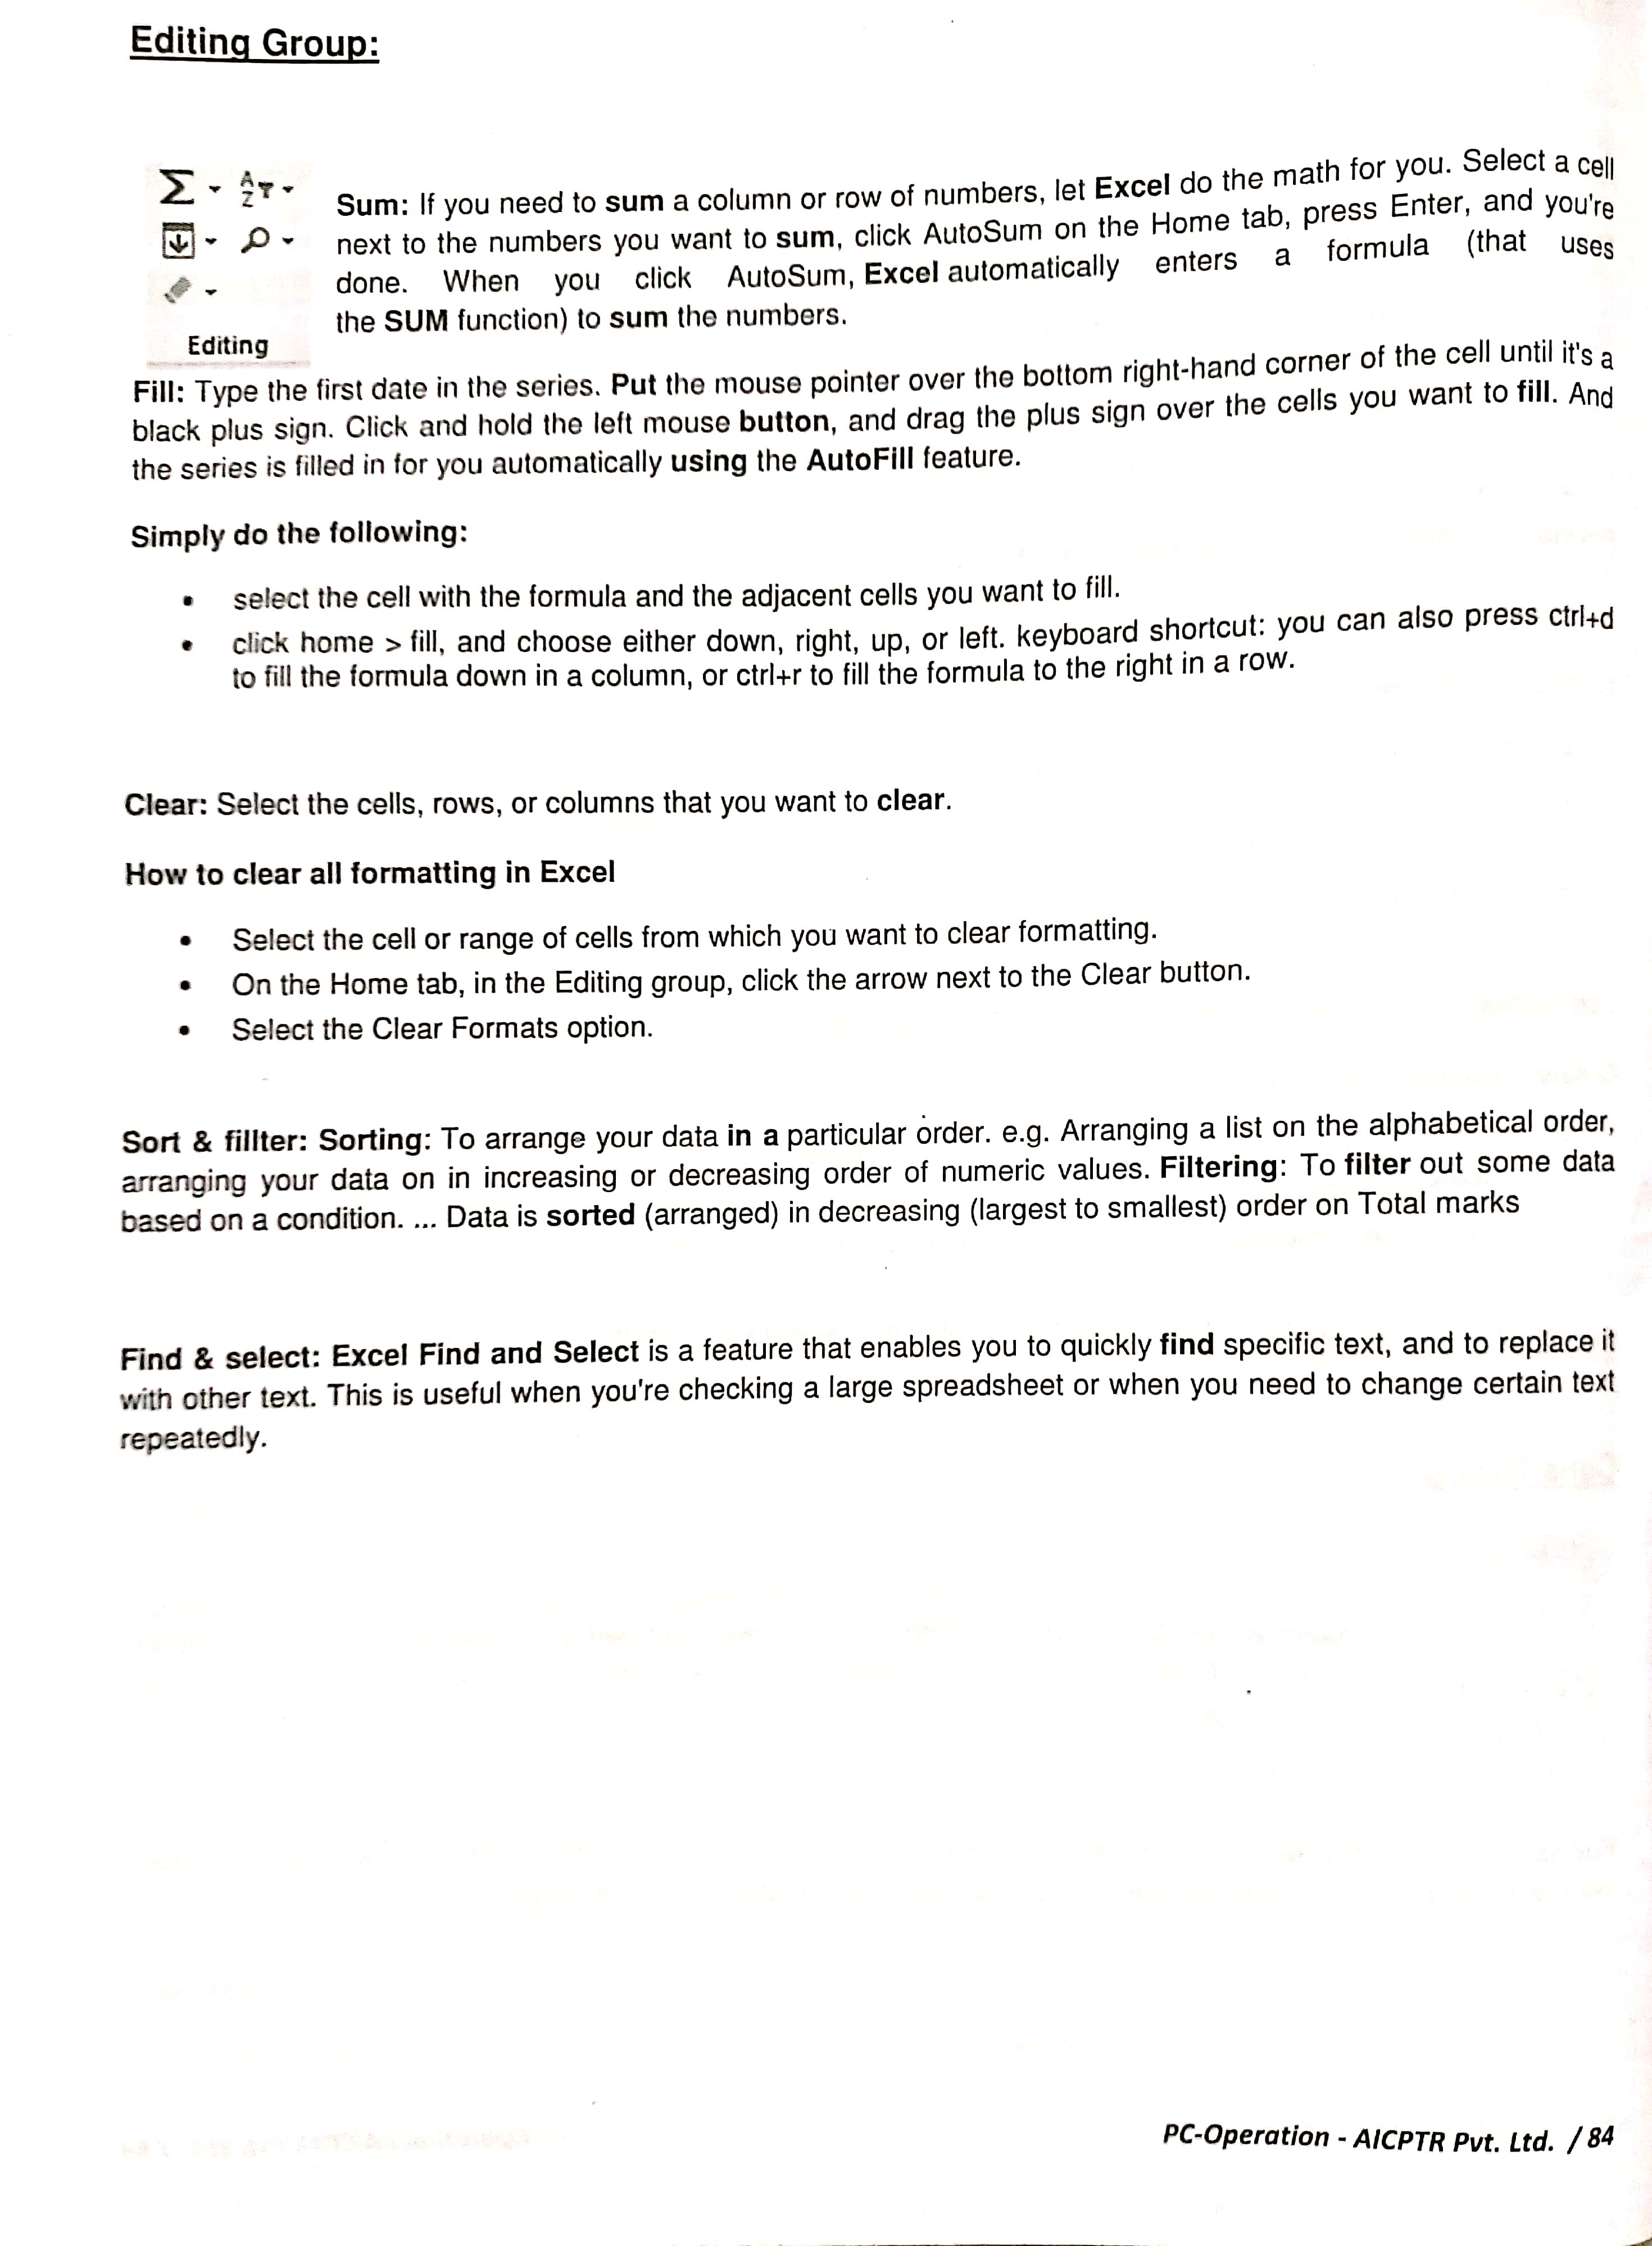 Editing Group:
Sum: If you need to sum a column or row of numbers, let Excel do the math for you. Select a cell
next to the numbers you want to sum, click AutoSum on the Home tab, press Enter, and you're
done. When you click AutoSum, Excel automatically enters a formula (that uses
the SUM function) to sum the numbers.
Editing
Fill: Type the first date in the series. Put the mouse pointer over the bottom right-hand corner of the cell until it's a
black plus sign. Click and hold the left mouse button, and drag the plus sign over the cells you want to fill. And
the series is filled in for you automatically using the AutoFill feature.
Simply do the following:
• select the cell with the formula and the adjacent cells you want to fill.
• click home > fill, and choose either down, right, up, or left. keyboard shortcut: you can also press ctrl+d
to fill the formula down in a column, or ctrl+r to fill the formula to the right in a row.
Clear: Select the cells, rows, or columns that you want to clear.
How to clear all formatting in Excel
• Select the cell or range of cells from which you want to clear formatting.
• On the Home tab, in the Editing group, click the arrow next to the Clear button.
• Select the Clear Formats option.
Sort & fillter: Sorting: To arrange your data in a particular order. e.g. Arranging a list on the alphabetical order,
arranging your data on in increasing or decreasing order of numeric values. Filtering: To filter out some data
based on a condition. ... Data is sorted (arranged) in decreasing (largest to smallest) order on Total marks
Find & select: Excel Find and Select is a feature that enables you to quickly find specific text, and to replace it
with other text. This is useful when you're checking a large spreadsheet or when you need to change certain text
repeatedly.
PC-Operation - AICPTR Pvt. Ltd. / 84